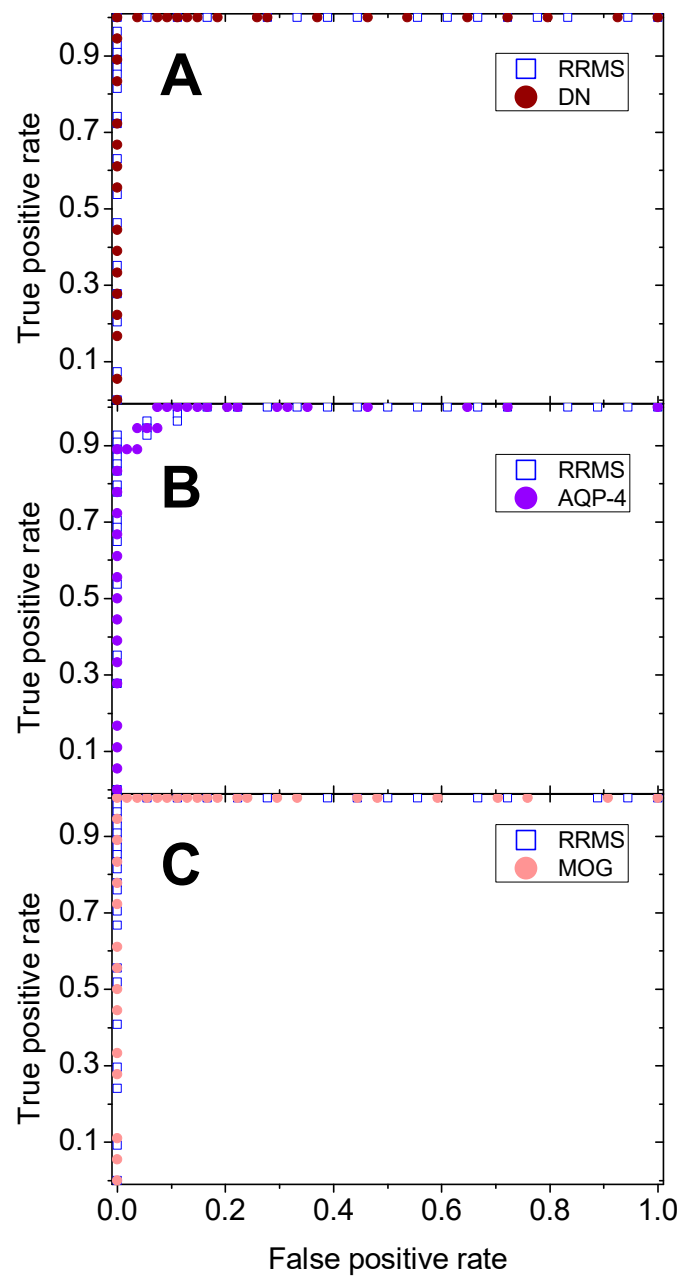 A
RRMS
DN
0.9
0.7
0.5
0.3
0.1
True positive rate
B
RRMS
AQP-4
0.9
0.7
0.5
0.3
0.1
True positive rate
C
RRMS
MOG
0.9
0.7
0.5
0.3
0.1
True positive rate
0.0 0.2 0.4 0.6 0.8 1.0
False positive rate